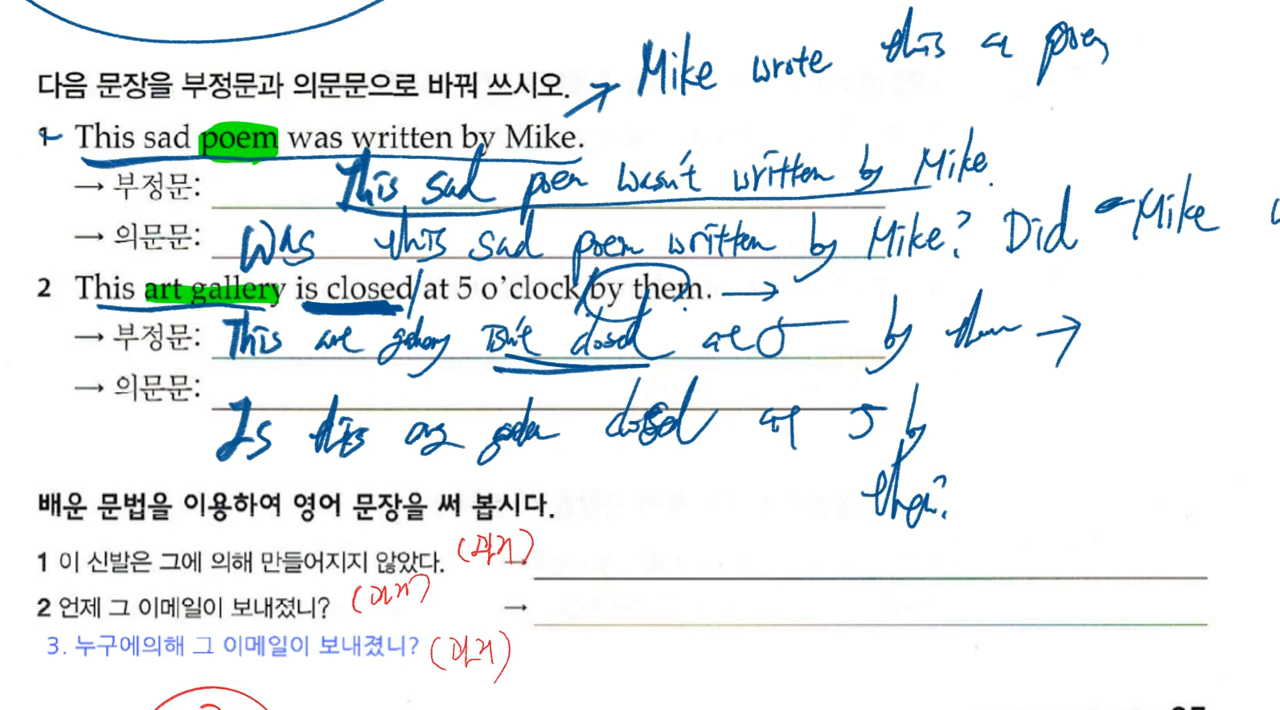 Mike wrote this a poem
다음 문장을 부정문과 의문문으로 바꿔 쓰시오.
1 This sad poem was written by Mike.
→ 부정문: This sad poem wasn't written by Mike.
→ 의문문: Was this sad poem written by Mike? Did Mike
2 This art gallery is closed/at 5 o'clock/by them. →
→ 부정문: This art isn't closed at 5 by them →
→ 의문문:
Is this closed at 5 by
them?
배운 문법을 이용하여 영어 문장을 써 봅시다.
1 이 신발은 그에 의해 만들어지지 않았다. (과거) →
2 언제 그 이메일이 보내졌니? (과거) →
3. 누구에의해 그 이메일이 보내졌니? (과거)